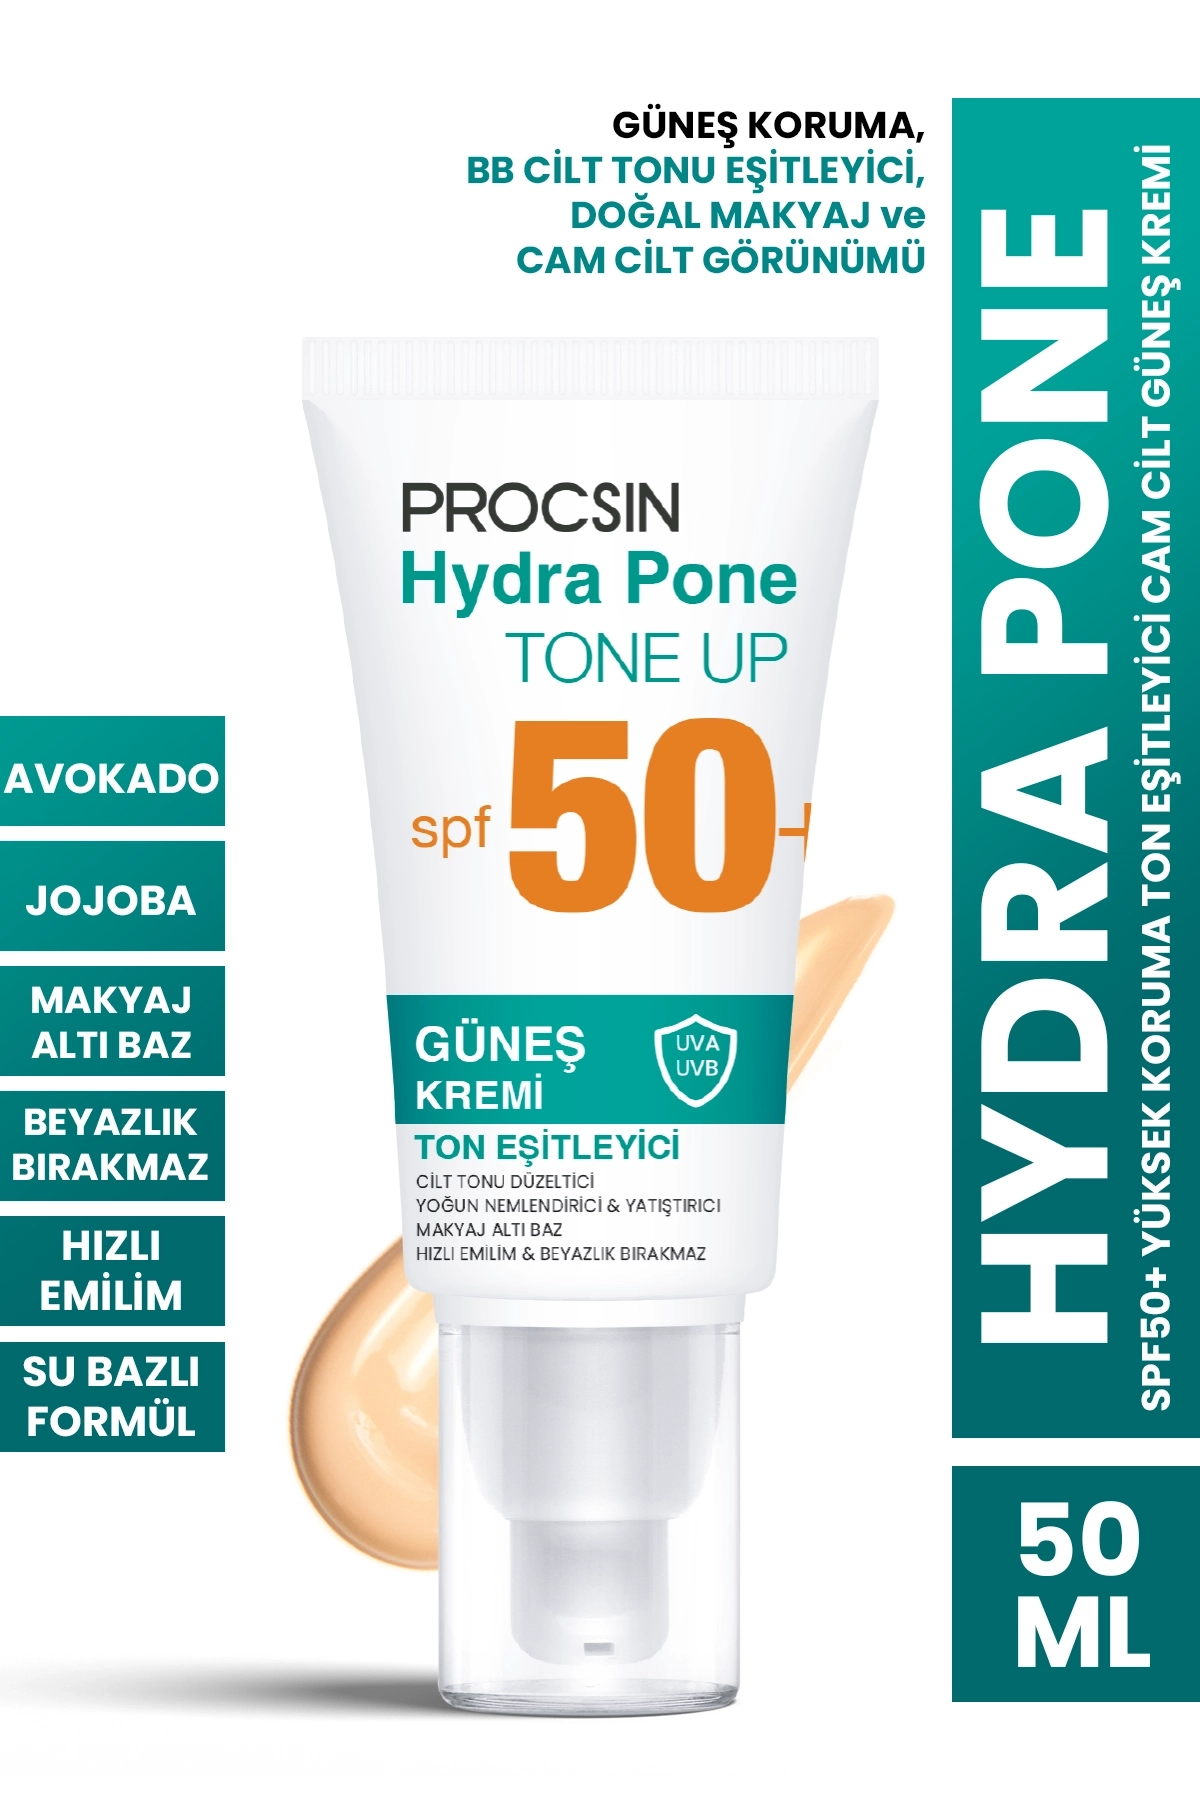 GÜNEŞ KORUMA,
BB CİLT TONU EŞİTLEYİCİ,
DOĞAL MAKYAJ ve
CAM CİLT GÖRÜNÜMÜ
PROCSIN
Hydra Pone
TONE UP
spf 50+
GÜNEŞ
KREMİ
UVA
UVB
TON EŞİTLEYİCİ
CİLT TONU DÜZELTİCİ
YOĞUN NEMLENDİRİCİ & YATIŞTIRICI
MAKYAJ ALTI BAZ
HIZLI EMİLİM & BEYAZLIK BIRAKMAZ
AVOKADO
JOJOBA
MAKYAJ
ALTI BAZ
BEYAZLIK
BIRAKMAZ
HIZLI
EMİLİM
SU BAZLI
FORMÜL
HYDRA PONE
SPF50+ YÜKSEK KORUMA TON EŞİTLEYİCİ CAM CİLT GÜNEŞ KREMİ
50
ML